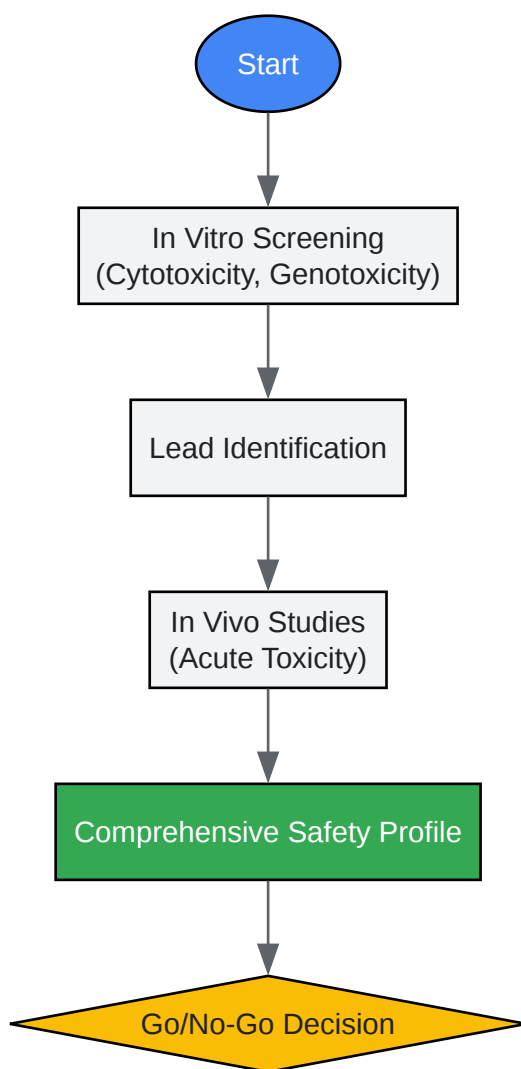 Start
In Vitro Screening
(Cytotoxicity, Genotoxicity)
Lead Identification
In Vivo Studies
(Acute Toxicity)
Comprehensive Safety Profile
Go/No-Go Decision